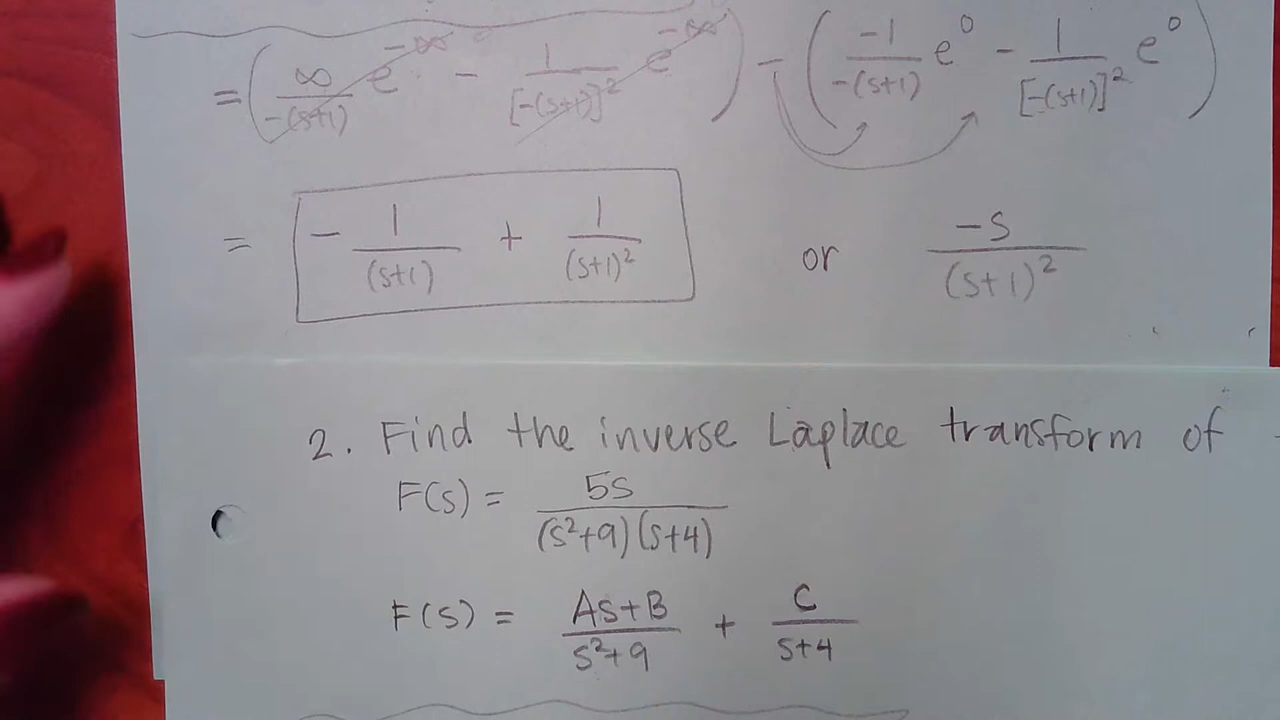 = (∞/-(s+1) e^-∞ - 1/[-(s+1)]² e^-∞) - (-1/-(s+1) e^0 - 1/[-(s+1)]² e^0)
= - 1/(s+1) + 1/(s+1)² or -s/(s+1)²
2. Find the inverse Laplace transform of
F(s) = 5s/(s²+9)(s+4)
F(s) = As+B/s²+9 + C/s+4